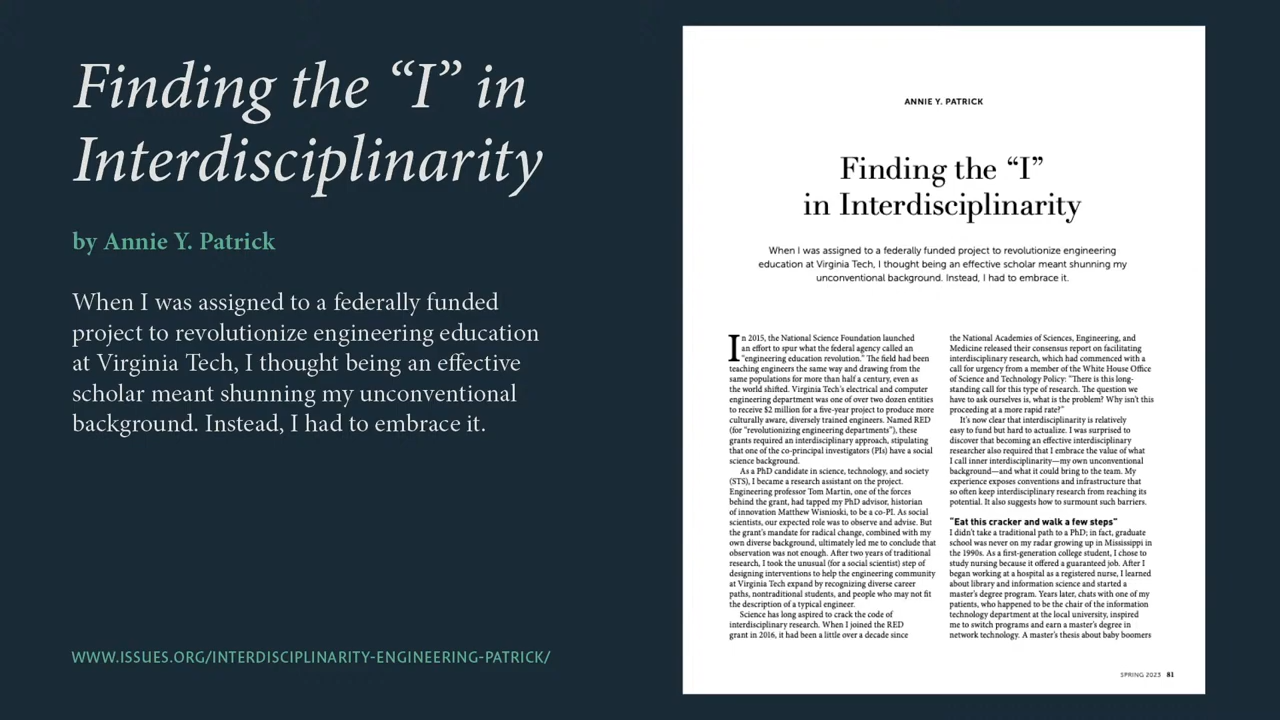 Finding the “I” in
Interdisciplinarity
by Annie Y. Patrick
When I was assigned to a federally funded
project to revolutionize engineering education
at Virginia Tech, I thought being an effective
scholar meant shunning my unconventional
background. Instead, I had to embrace it.
WWW.ISSUES.ORG/INTERDISCIPLINARITY-ENGINEERING-PATRICK/
ANNIE Y. PATRICK
Finding the “I”
in Interdisciplinarity
When I was assigned to a federally funded project to revolutionize engineering
education at Virginia Tech, I thought being an effective scholar meant shunning my
unconventional background. Instead, I had to embrace it.
In 2015, the National Science Foundation launched
an effort to spur what the federal agency called an
“engineering education revolution.” The field had been
teaching engineers the same way and drawing from the
same populations for more than half a century, even as
the world shifted. Virginia Tech’s electrical and computer
engineering department was one of over two dozen entities
to receive $2 million for a five-year project to produce more
culturally aware, diversely trained engineers. Named RED
(for “revolutionizing engineering departments”), these
grants required an interdisciplinary approach, stipulating
that one of the co-principal investigators (PIs) have a social
science background.
As a PhD candidate in science, technology, and society
(STS), I became a research assistant on the project.
Engineering professor Tom Martin, one of the forces
behind the grant, had tapped my PhD advisor, historian
of innovation Matthew Wisnioski, to be a co-PI. As social
scientists, our expected role was to observe and advise. But
the grant’s mandate for radical change, combined with my
own diverse background, ultimately led me to conclude that
observation was not enough. After two years of traditional
research, I took the unusual (for a social scientist) step of
designing interventions to help the engineering community
at Virginia Tech expand by recognizing diverse career
paths, nontraditional students, and people who may not fit
the description of a typical engineer.
Science has long aspired to crack the code of
interdisciplinary research. When I joined the RED
grant in 2016, it had been a little over a decade since
the National Academies of Sciences, Engineering, and
Medicine released their consensus report on facilitating
interdisciplinary research, which had commenced with a
call for urgency from a member of the White House Office
of Science and Technology Policy: “There is this long-
standing call for this type of research. The question we
have to ask ourselves is, what is the problem? Why isn’t this
proceeding at a more rapid rate?”
It’s now clear that interdisciplinarity is relatively
easy to fund but hard to actualize. I was surprised to
discover that becoming an effective interdisciplinary
researcher also required that I embrace the value of what
I call inner interdisciplinarity—my own unconventional
background—and what it could bring to the team. My
experience exposes conventions and infrastructure that
so often keep interdisciplinary research from reaching its
potential. It also suggests how to surmount such barriers.
“Eat this cracker and walk a few steps”
I didn’t take a traditional path to a PhD; in fact, graduate
school was never on my radar growing up in Mississippi in
the 1990s. As a first-generation college student, I chose to
study nursing because it offered a guaranteed job. After I
began working at a hospital as a registered nurse, I learned
about library and information science and started a
master’s degree program. Years later, chats with one of my
patients, who happened to be the chair of the information
technology department at the local university, inspired
me to switch programs and earn a master’s degree in
network technology. A master’s thesis about baby boomers
SPRING 2023 81